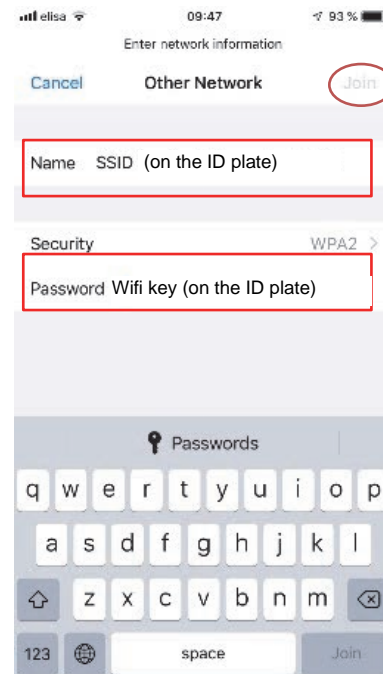 elisa 09:47 93 %
Enter network information
Cancel Other Network Join
Name SSID (on the ID plate)
Security WPA2 >
Password Wifi key (on the ID plate)
Passwords
q w e r t y u i o p
a s d f g h j k l
z x c v b n m
123 space Join